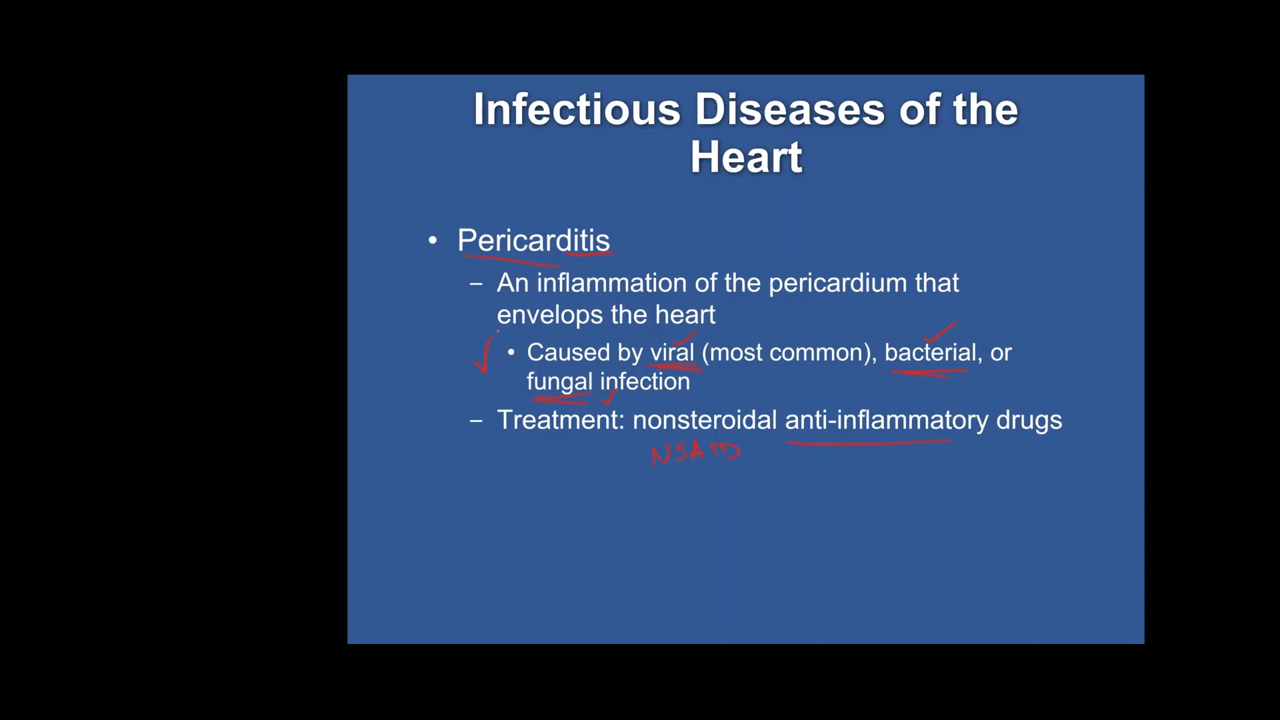 Infectious Diseases of the
Heart
• Pericarditis
– An inflammation of the pericardium that
envelops the heart
• Caused by viral (most common), bacterial, or
fungal infection
– Treatment: nonsteroidal anti-inflammatory drugs
NSAID